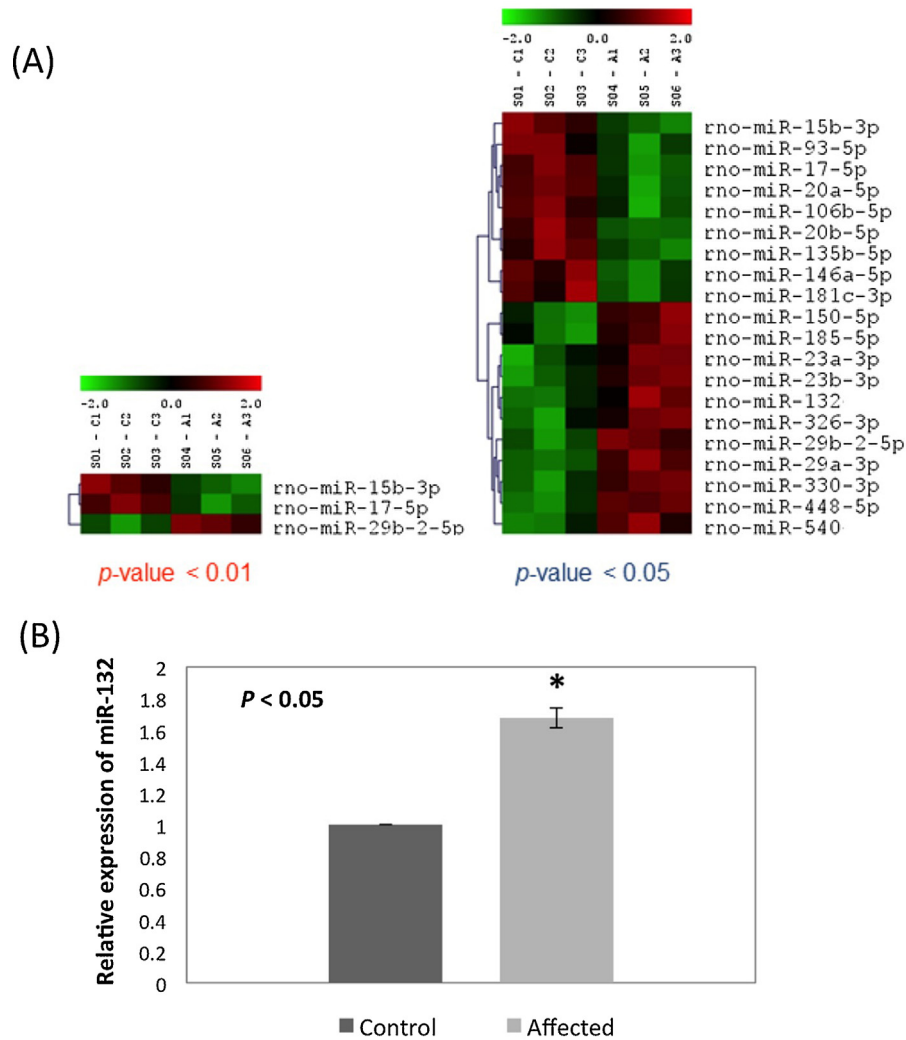 (A)
-2.0 0.0 2.0
S01 - C1
S02 - C2
S03 - C3
S04 - A1
S05 - A2
S06 - A3
rno-miR-15b-3p
rno-miR-93-5p
rno-miR-17-5p
rno-miR-20a-5p
rno-miR-106b-5p
rno-miR-20b-5p
rno-miR-135b-5p
rno-miR-146a-5p
rno-miR-181c-3p
rno-miR-150-5p
rno-miR-185-5p
rno-miR-23a-3p
rno-miR-23b-3p
rno-miR-132
rno-miR-326-3p
rno-miR-29b-2-5p
rno-miR-29a-3p
rno-miR-330-3p
rno-miR-448-5p
rno-miR-540
p-value < 0.05
-2.0 0.0 2.0
S01 - C1
S02 - C2
S03 - C3
S04 - A1
S05 - A2
S06 - A3
rno-miR-15b-3p
rno-miR-17-5p
rno-miR-29b-2-5p
p-value < 0.01
(B)
Relative expression of miR-132
2
1.8
1.6
1.4
1.2
1
0.8
0.6
0.4
0.2
0
P < 0.05
*
Control
Affected